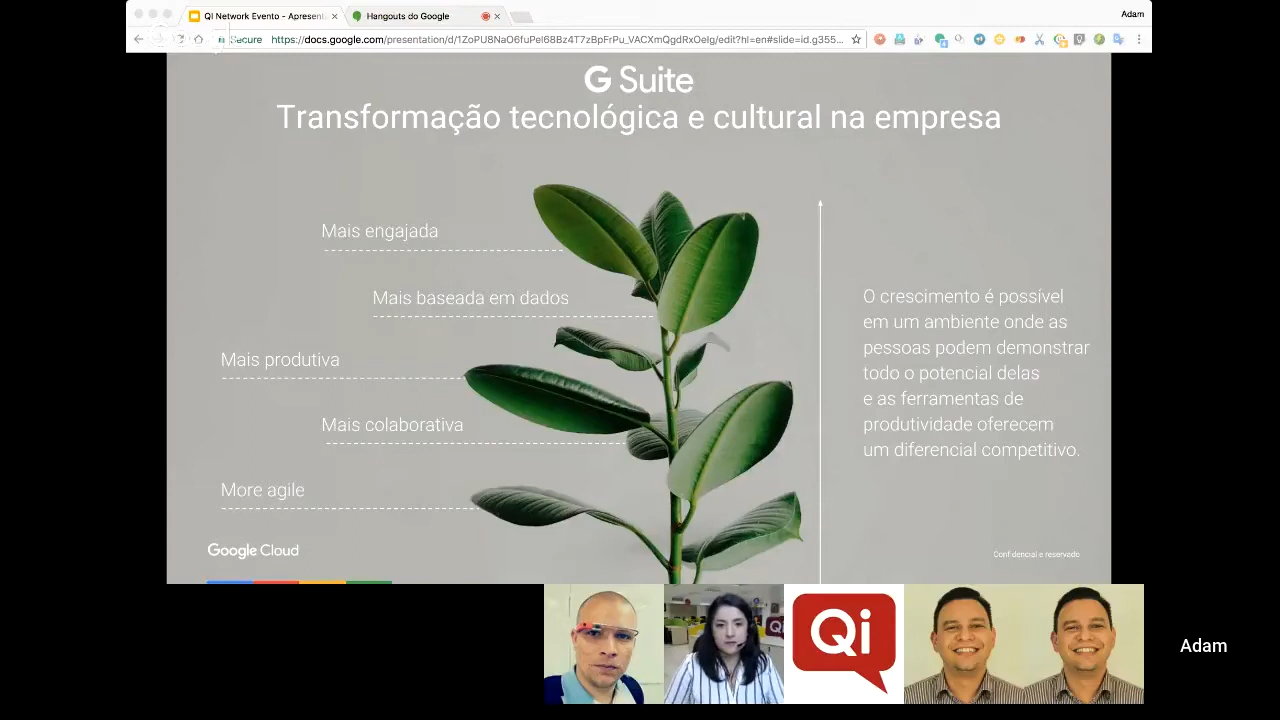 QI Network Evento - Apresent
Hangouts do Google
Adam
Secure
https://docs.google.com/presentation/d/1ZoPU8NaO6fuPeI68Bz4T7zBpFrPu_VACXmQgdRxOeIg/edit?hl=en#slide=id.g355...
G Suite
Transformação tecnológica e cultural na empresa
Mais engajada
Mais baseada em dados
Mais produtiva
Mais colaborativa
More agile
O crescimento é possível
em um ambiente onde as
pessoas podem demonstrar
todo o potencial delas
e as ferramentas de
produtividade oferecem
um diferencial competitivo.
Google Cloud
Confidencial e reservado
Qi
Adam